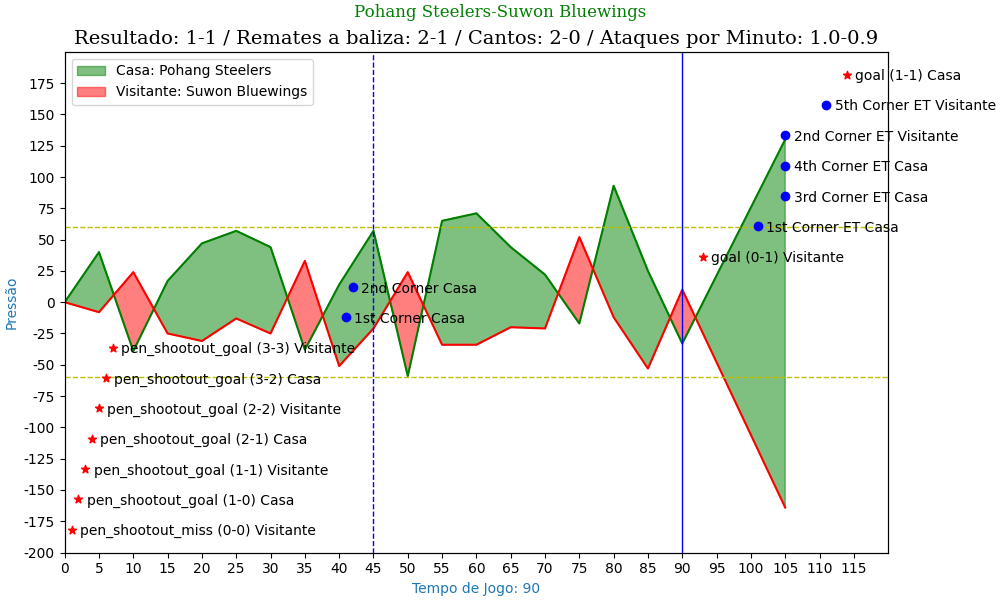 Pohang Steelers-Suwon Bluewings
Resultado: 1-1 / Remates a baliza: 2-1 / Cantos: 2-0 / Ataques por Minuto: 1.0-0.9
Casa: Pohang Steelers
Visitante: Suwon Bluewings
goal (1-1) Casa
5th Corner ET Visitante
2nd Corner ET Visitante
4th Corner ET Casa
3rd Corner ET Casa
1st Corner ET Casa
goal (0-1) Visitante
2nd Corner Casa
1st Corner Casa
pen_shootout_goal (3-3) Visitante
pen_shootout_goal (3-2) Casa
pen_shootout_goal (2-2) Visitante
pen_shootout_goal (2-1) Casa
pen_shootout_goal (1-1) Visitante
pen_shootout_goal (1-0) Casa
pen_shootout_miss (0-0) Visitante
175
150
125
100
75
50
25
0
-25
-50
-75
-100
-125
-150
-175
-200
Pressão
0 5 10 15 20 25 30 35 40 45 50 55 60 65 70 75 80 85 90 95 100 105 110 115
Tempo de Jogo: 90